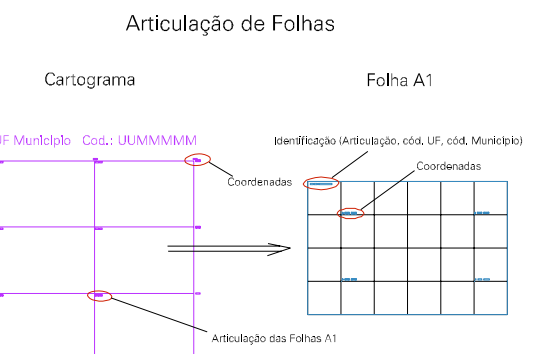 Articulação de Folhas
Cartograma
Folha A1
UF Município Cod.: UUMMMMM
Identificação (Articulação, cód, UF, cód, Município)
Coordenadas
Coordenadas
Articulação das Folhas A1